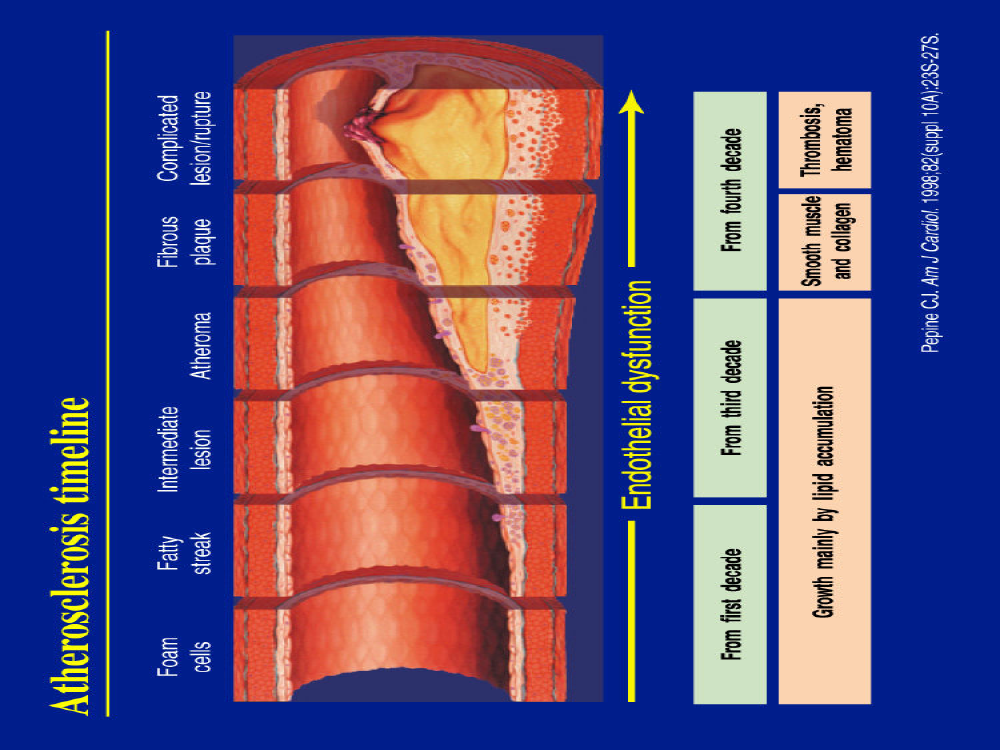 Atherosclerosis timeline
Foam
cells
Fatty
streak
Intermediate
lesion
Atheroma
Fibrous
plaque
Complicated
lesion/rupture
Endothelial dysfunction
From first decade
From third decade
From fourth decade
Growth mainly by lipid accumulation
Smooth muscle
and collagen
Thrombosis,
hematoma
Pepine CJ. Am J Cardiol. 1998;82(suppl 10A):23S-27S.